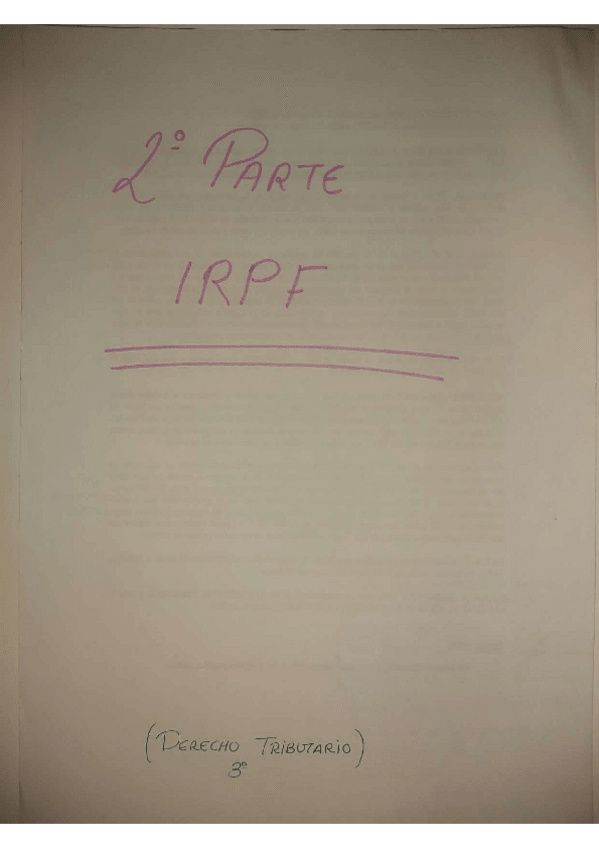 2º PARTE
IRPF
(DERECHO TRIBUTARIO)
3º